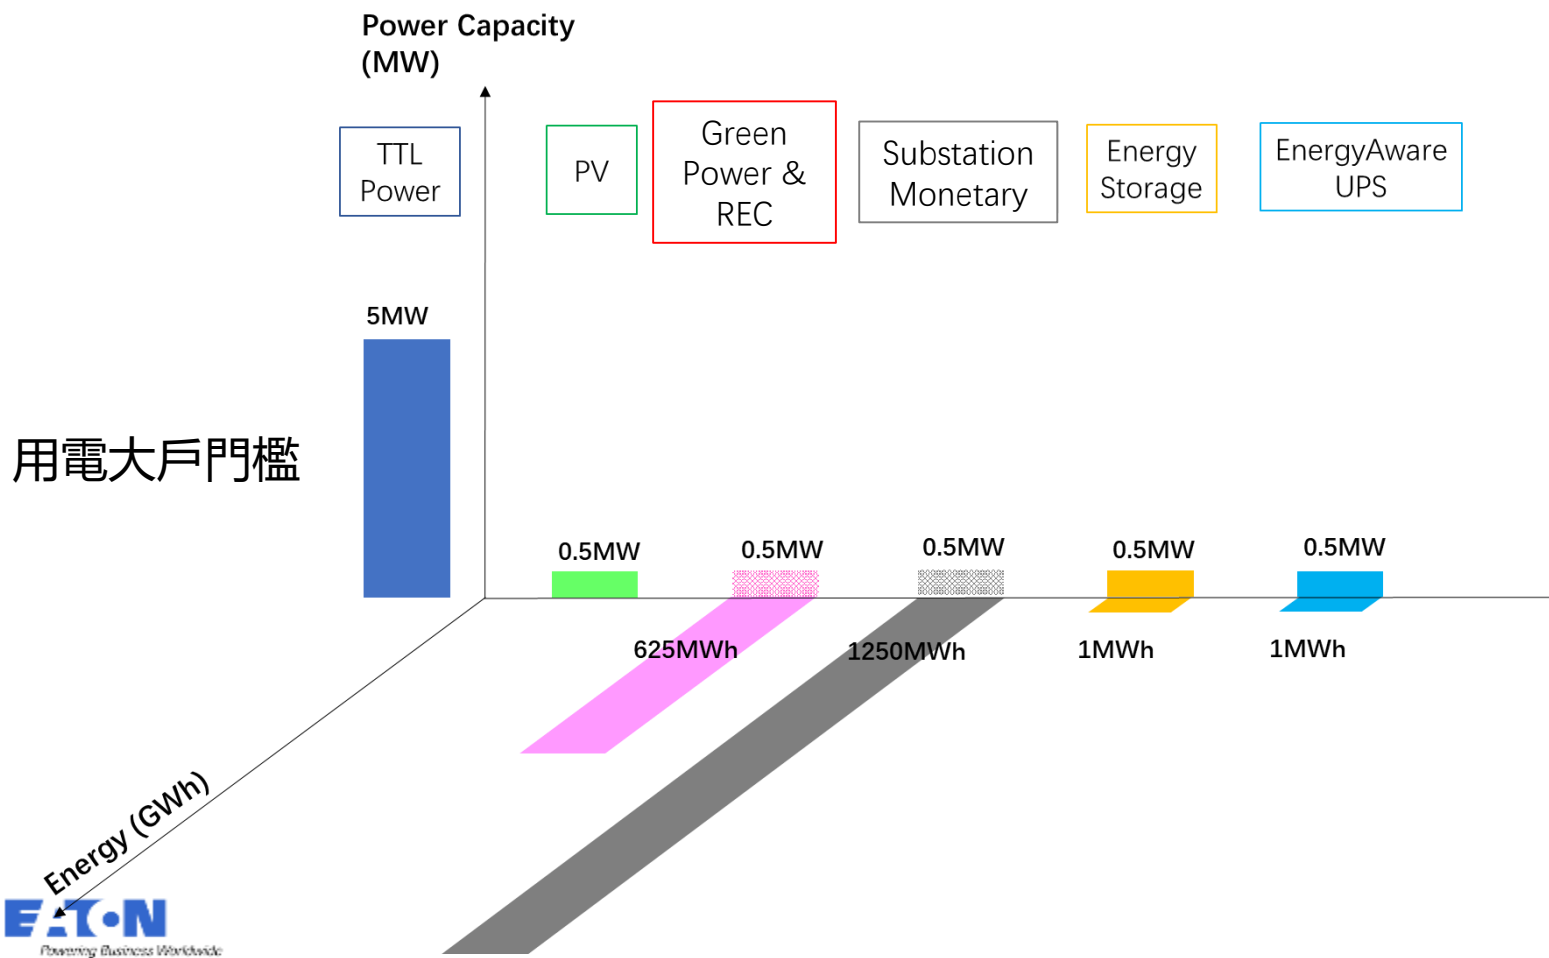 Power Capacity
(MW)
TTL
Power
PV
Green
Power &
REC
Substation
Monetary
Energy
Storage
EnergyAware
UPS
5MW
用電大戶門檻
0.5MW
0.5MW
0.5MW
0.5MW
0.5MW
625MWh
1250MWh
1MWh
1MWh
Energy (GWh)
EATON
Powering Business Worldwide